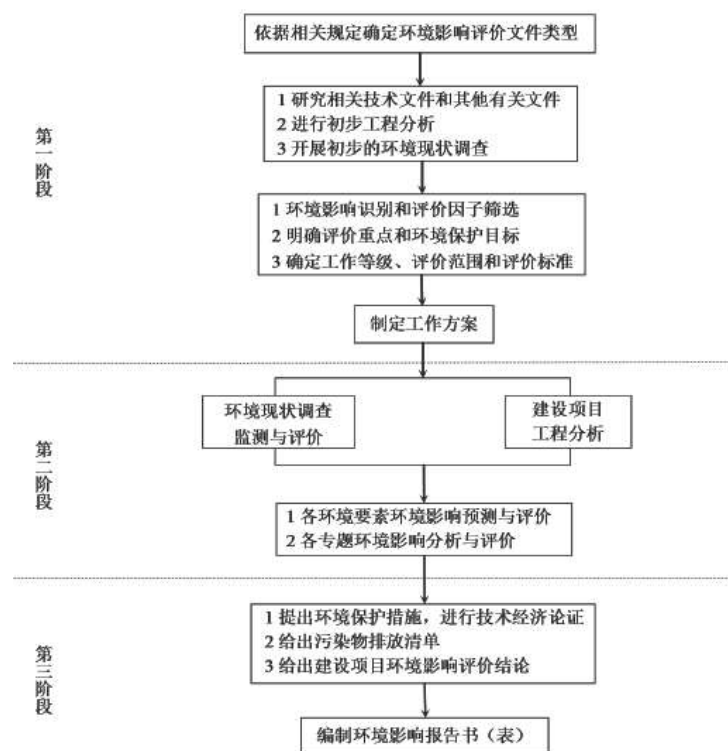 依据相关规定确定环境影响评价文件类型
第一阶段
1 研究相关技术文件和其他有关文件
2 进行初步工程分析
3 开展初步的环境现状调查
1 环境影响识别和评价因子筛选
2 明确评价重点和环境保护目标
3 确定工作等级、评价范围和评价标准
制定工作方案
第二阶段
环境现状调查
监测与评价
建设项目
工程分析
1 各环境要素环境影响预测与评价
2 各专题环境影响分析与评价
第三阶段
1 提出环境保护措施，进行技术经济论证
2 给出污染物排放清单
3 给出建设项目环境影响评价结论
编制环境影响报告书（表）